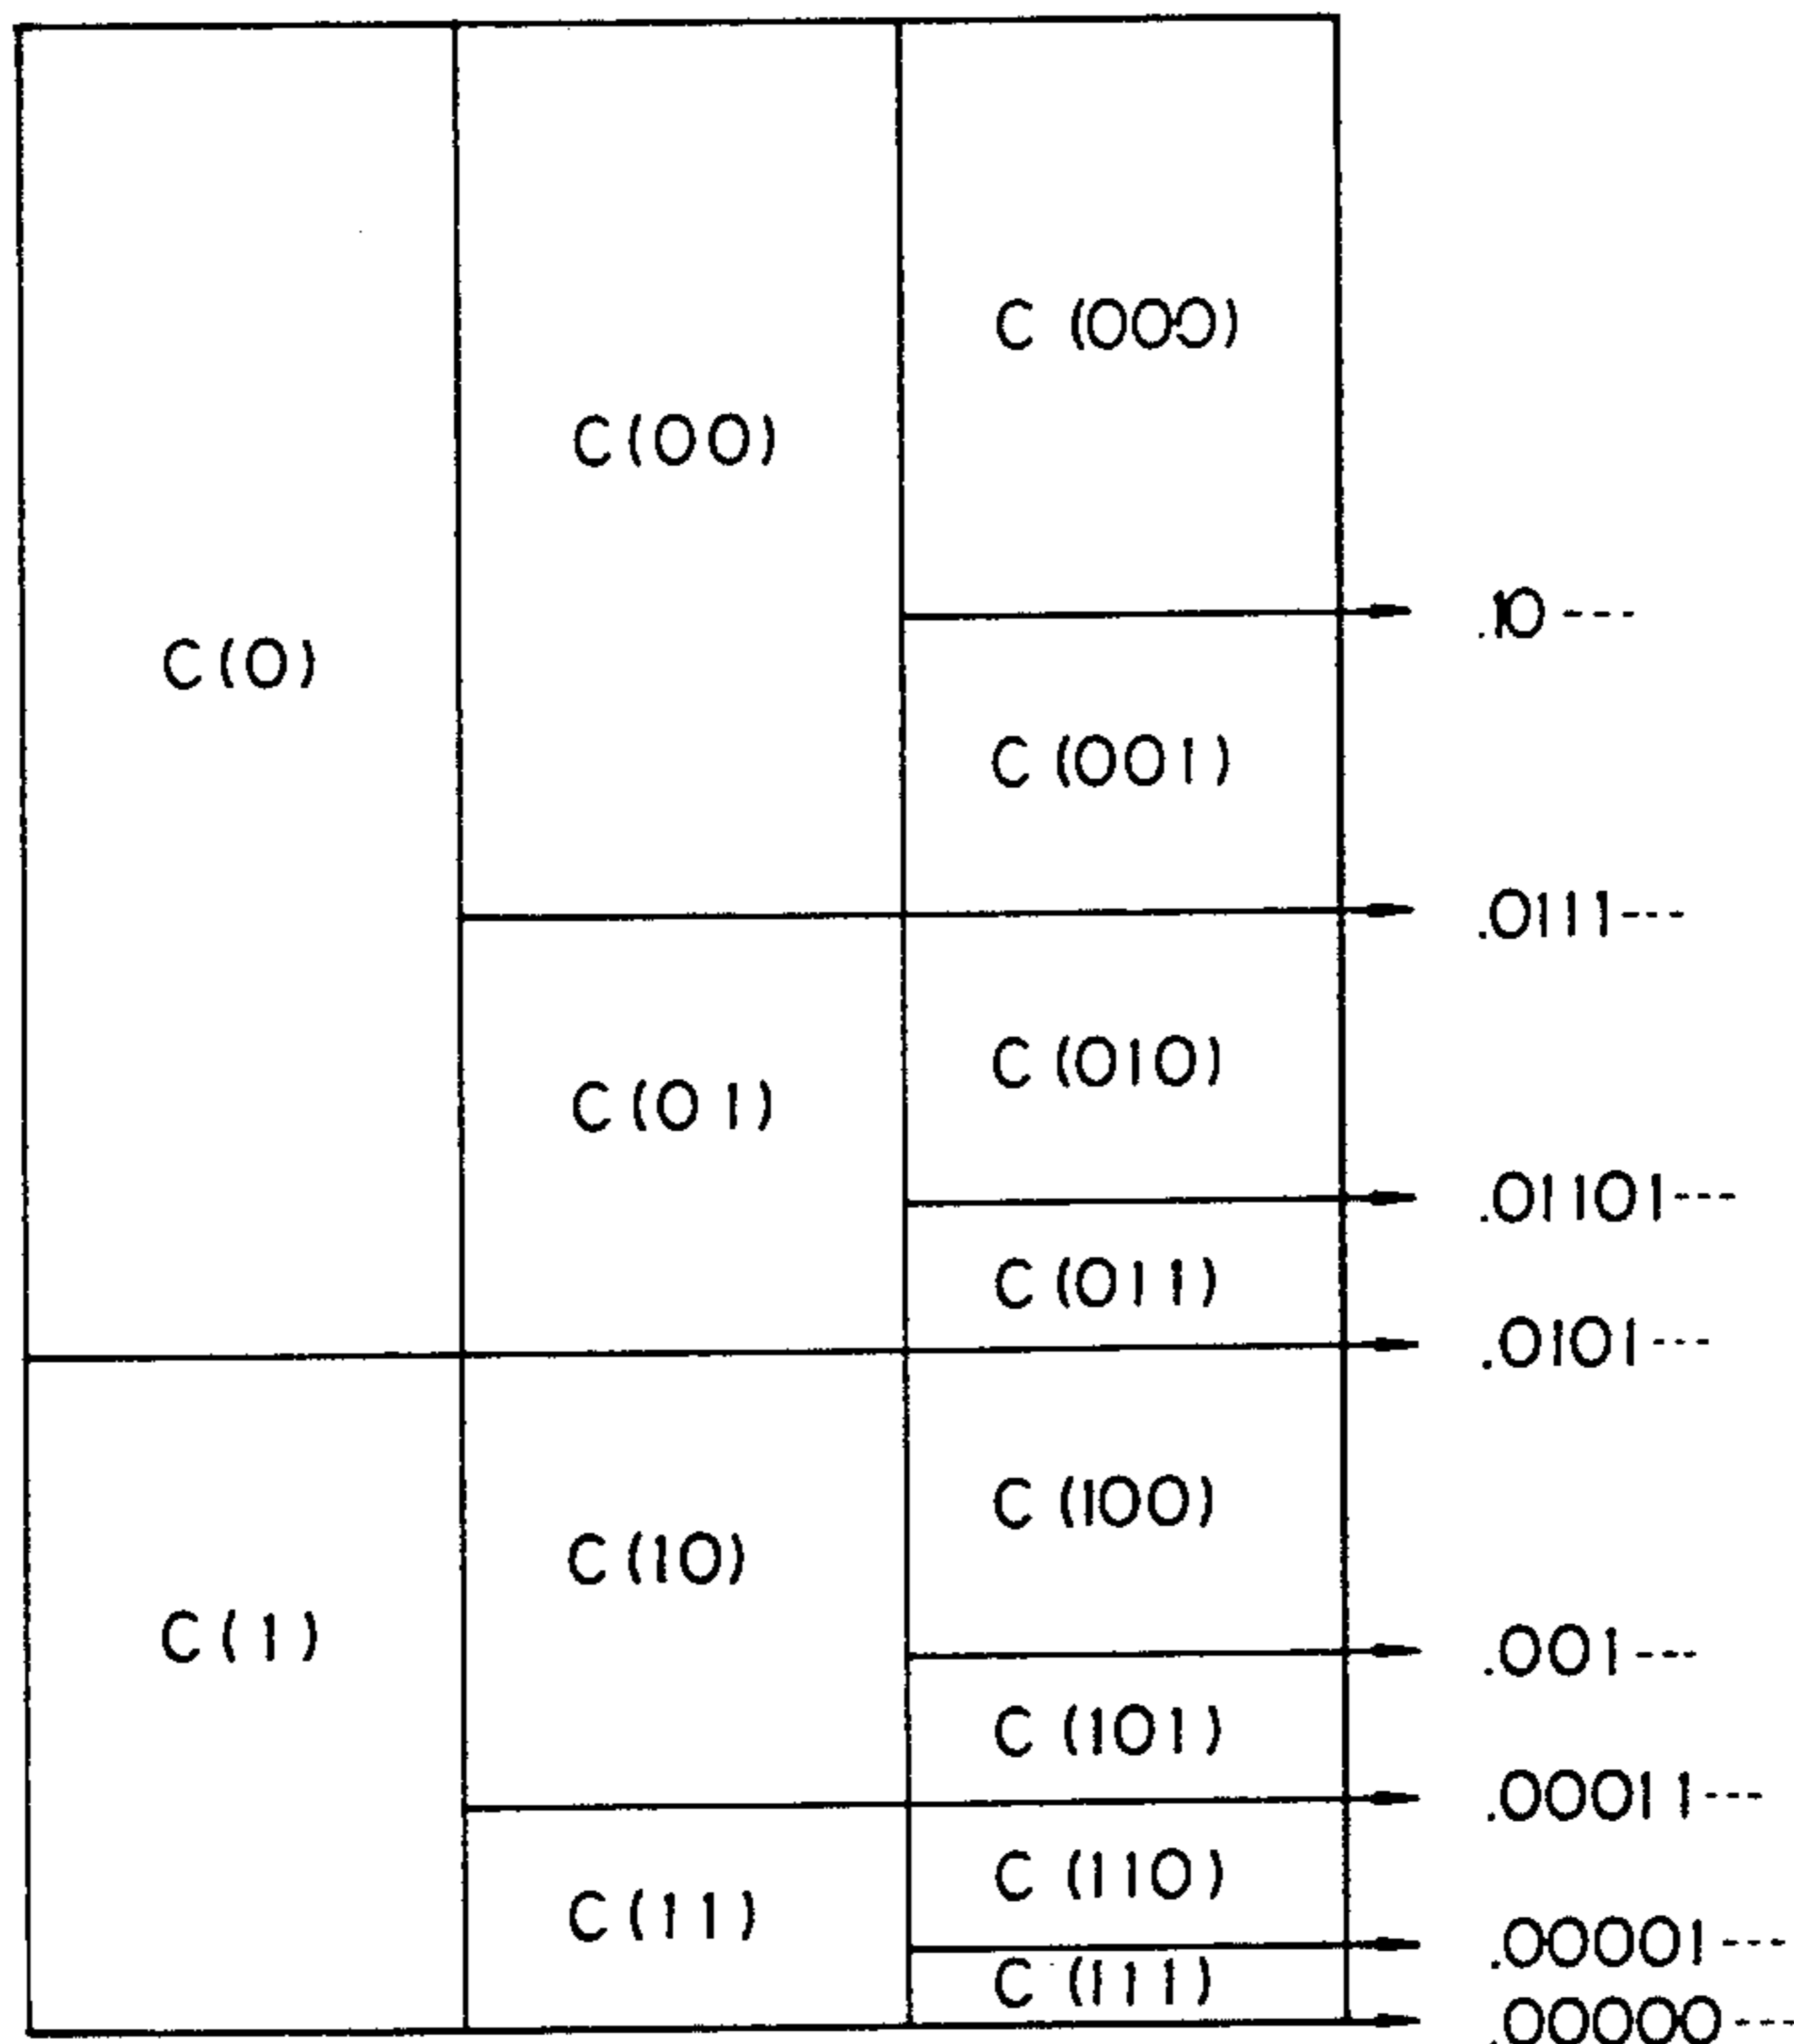 C (000)
C(00)
.10 ---
C(0)
C (001)
.0111---
C (010)
C(01)
.01101---
C (011)
.0101---
C (100)
C (10)
C(1)
.001---
C (101)
.00011---
C (110)
C (11)
.00001---
C (111)
.00000---